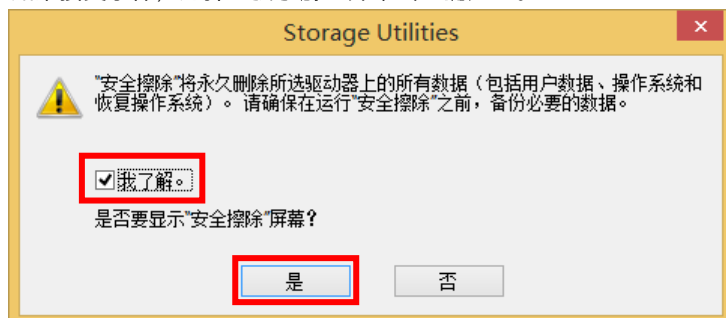 Storage Utilities
"安全擦除"将永久删除所选驱动器上的所有数据（包括用户数据、操作系统和
恢复操作系统）。请确保在运行"安全擦除"之前，备份必要的数据。
我了解。
是否要显示"安全擦除"屏幕?
是
否